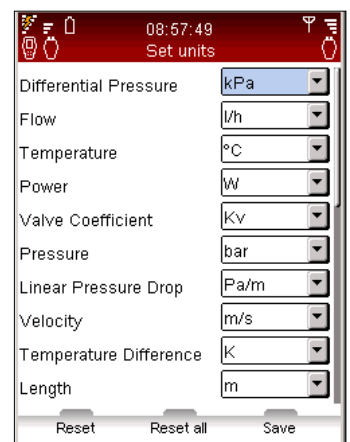 08:57:49
Set units
Differential Pressure kPa
Flow l/h
Temperature °C
Power W
Valve Coefficient Kv
Pressure bar
Linear Pressure Drop Pa/m
Velocity m/s
Temperature Difference K
Length m
Reset Reset all Save